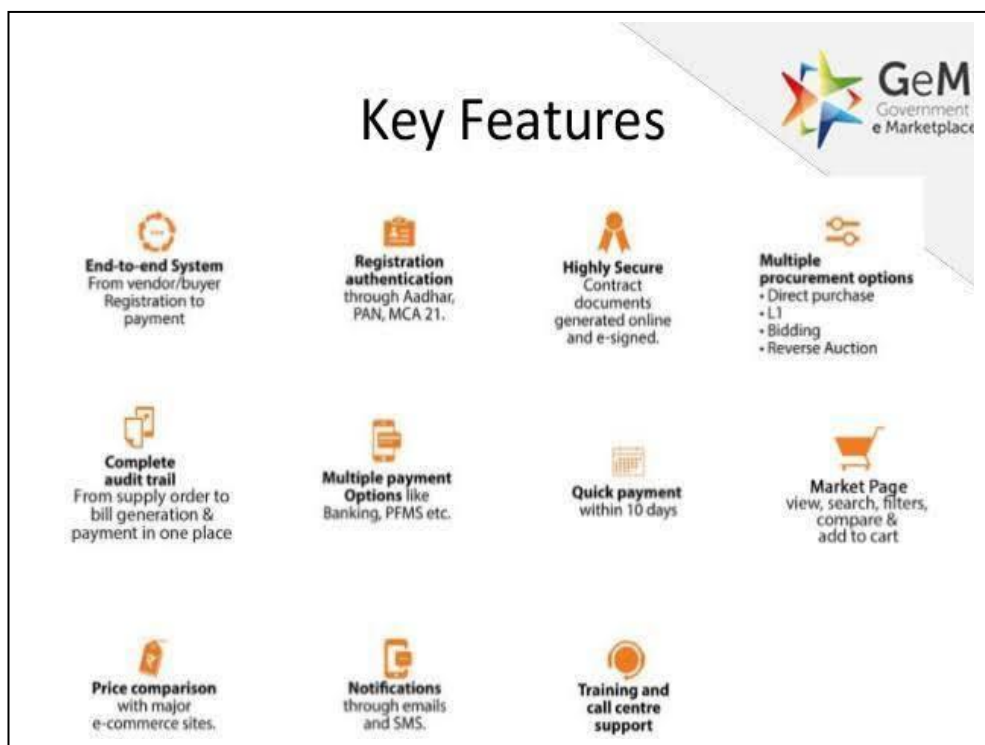 Key Features
GeM
Government
e Marketplace
End-to-end System
From vendor/buyer
Registration to
payment
Registration
authentication
through Aadhar,
PAN, MCA 21.
Highly Secure
Contract
documents
generated online
and e-signed.
Multiple
procurement options
• Direct purchase
• L1
• Bidding
• Reverse Auction
Complete
audit trail
From supply order to
bill generation &
payment in one place
Multiple payment
Options like
Banking, PFMS etc.
Quick payment
within 10 days
Market Page
view, search, filters,
compare &
add to cart
Price comparison
with major
e-commerce sites.
Notifications
through emails
and SMS.
Training and
call centre
support